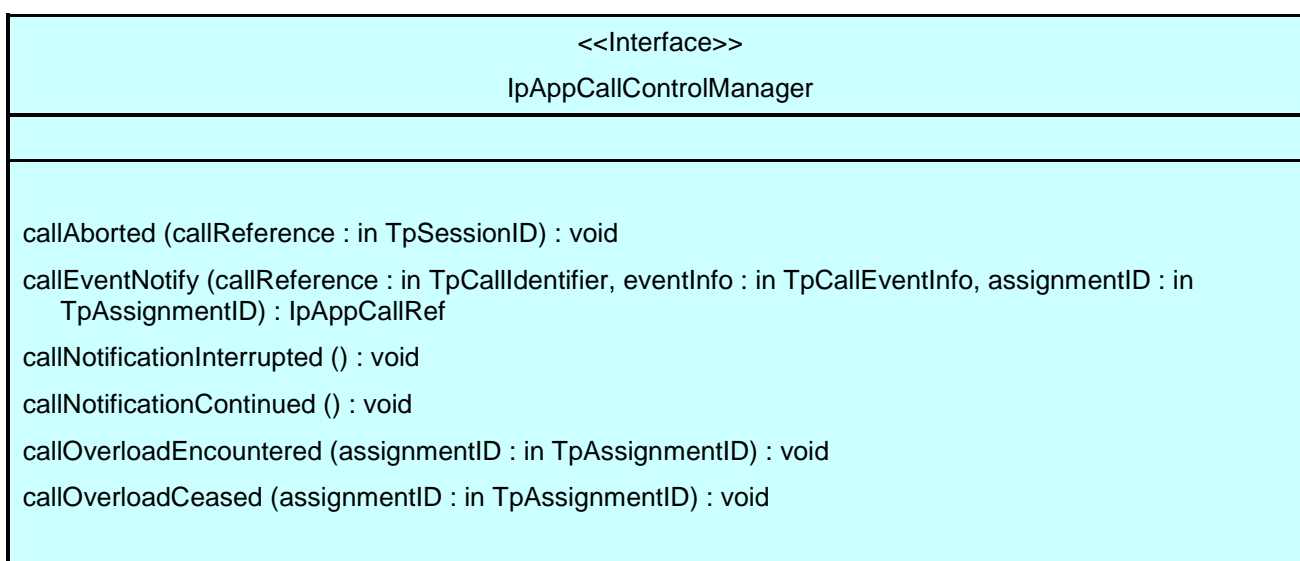 <<Interface>>
IpAppCallControlManager
callAborted (callReference : in TpSessionID) : void
callEventNotify (callReference : in TpCallIdentifier, eventInfo : in TpCallEventInfo, assignmentID : in
TpAssignmentID) : IpAppCallRef
callNotificationInterrupted () : void
callNotificationContinued () : void
callOverloadEncountered (assignmentID : in TpAssignmentID) : void
callOverloadCeased (assignmentID : in TpAssignmentID) : void